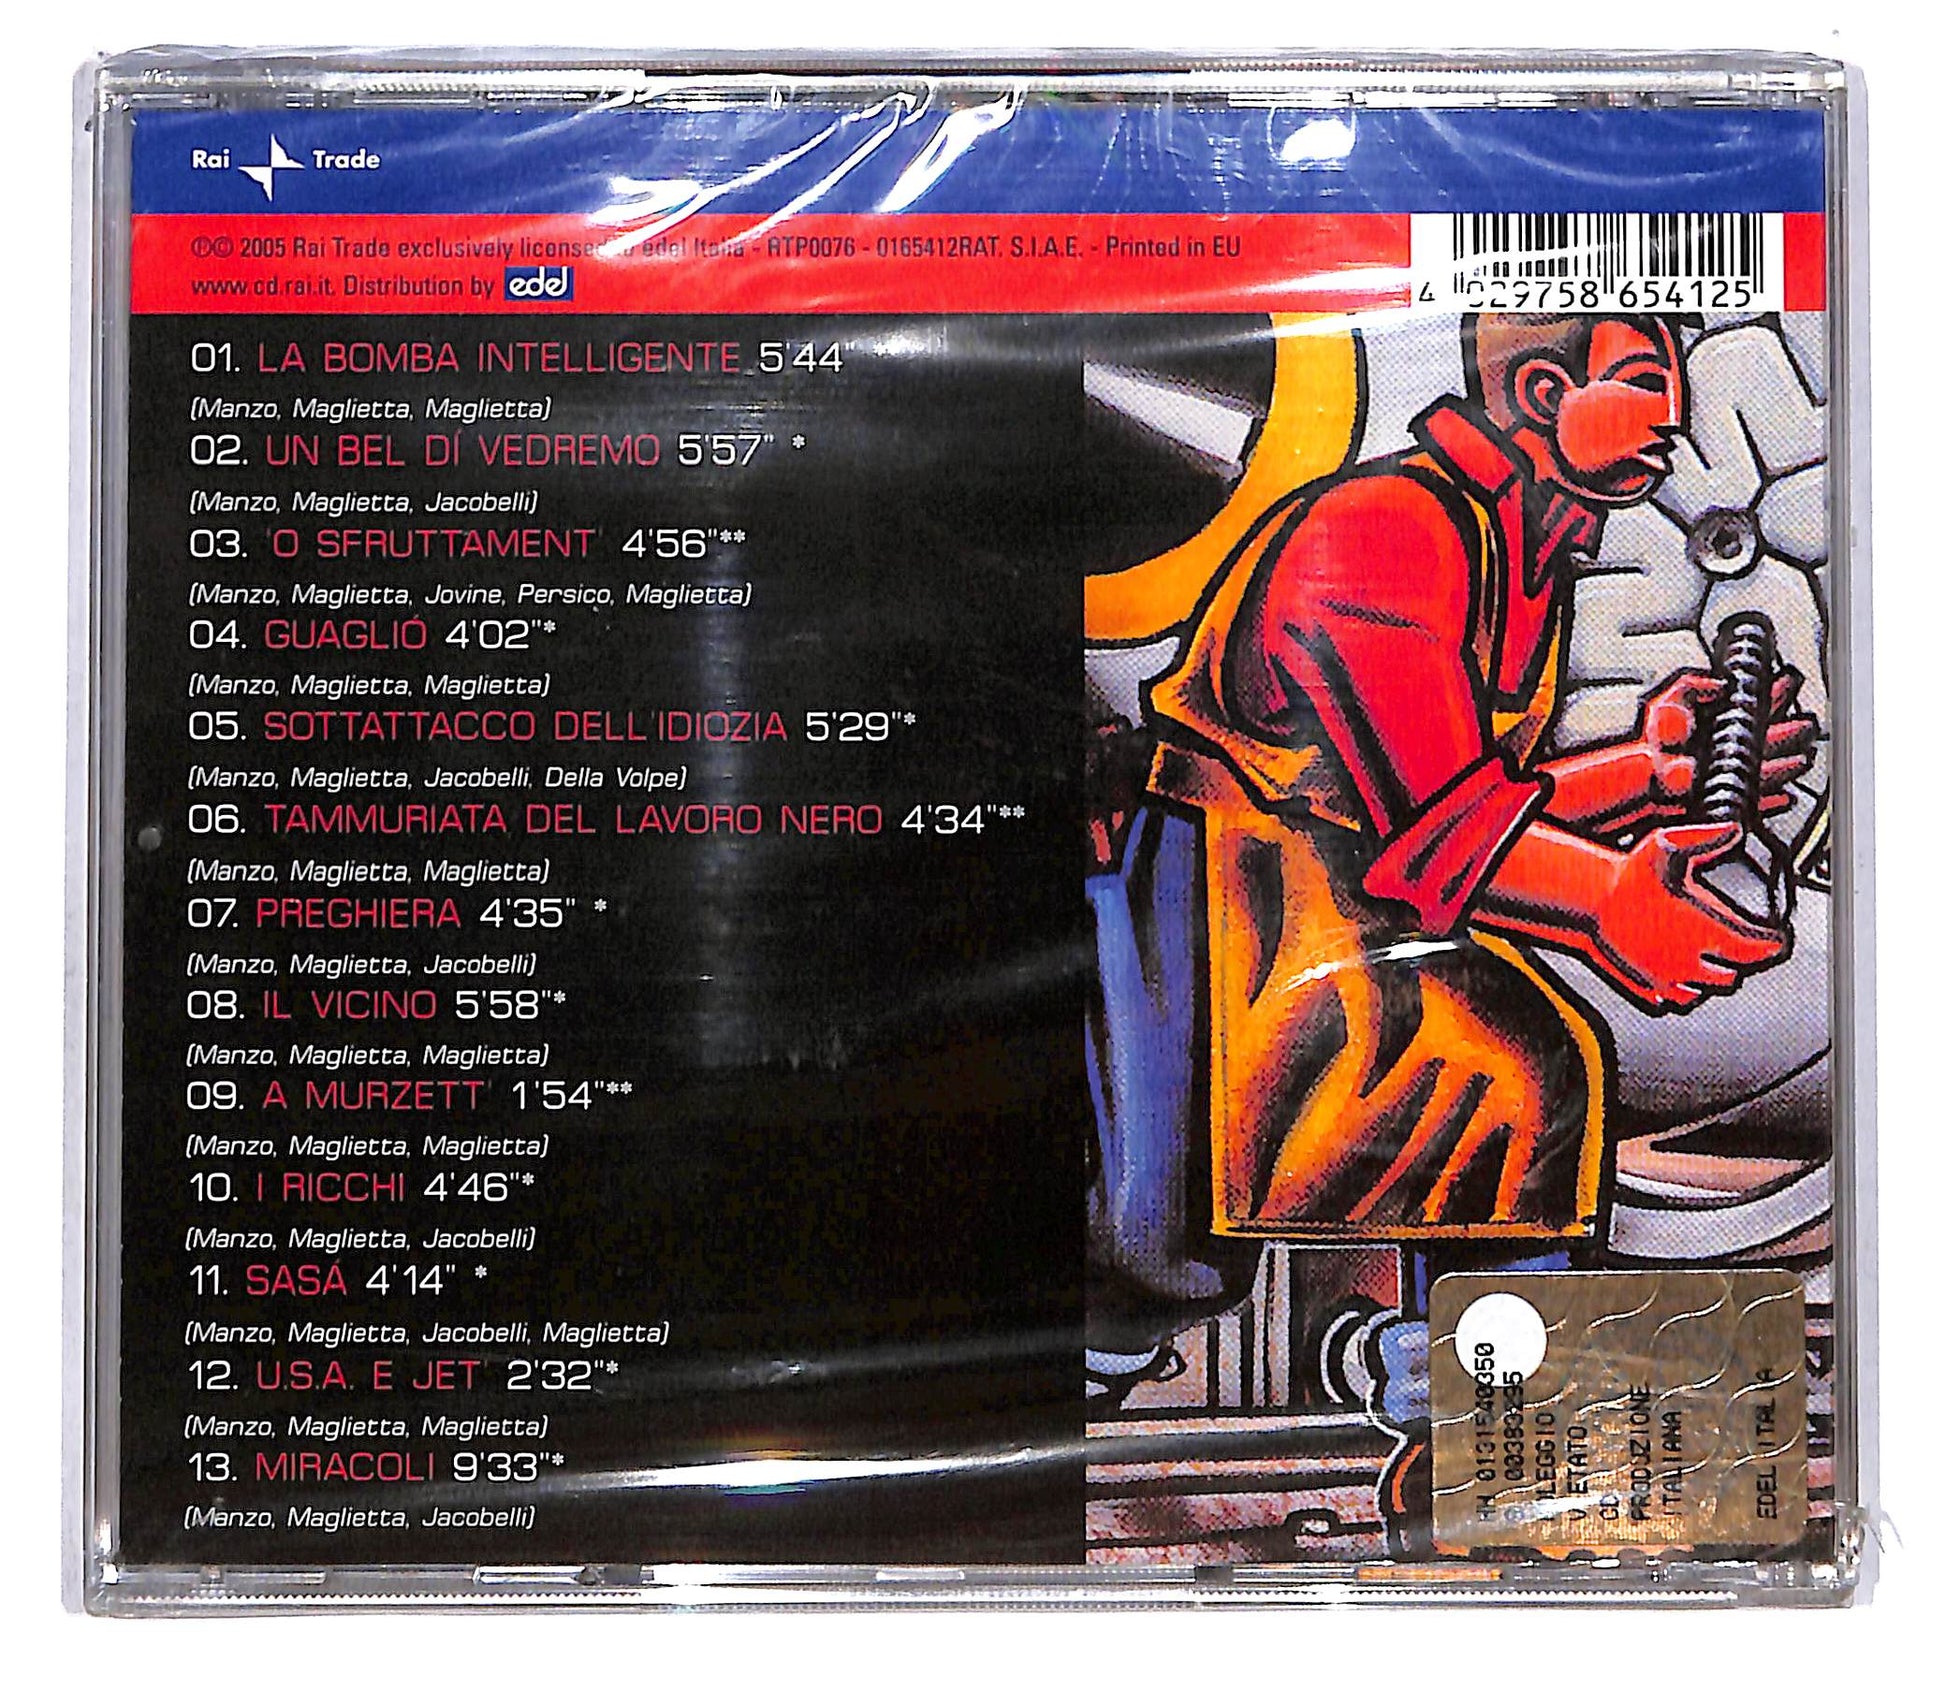 Rai Trade
℗© 2005 Rai Trade exclusively licensed edel Italia - RTP0076 - 0165412RAT. S.I.A.E. - Printed in EU
www.cd.rai.it. Distribution by edel
4 029758 654125
01. LA BOMBA INTELLIGENTE 5'44" *
(Manzo, Maglietta, Maglietta)
02. UN BEL DÍ VEDREMO 5'57" *
(Manzo, Maglietta, Jacobelli)
03. 'O SFRUTTAMENT' 4'56"**
(Manzo, Maglietta, Jovine, Persico, Maglietta)
04. GUAGLIÓ 4'02"*
(Manzo, Maglietta, Maglietta)
05. SOTTATTACCO DELL'IDIOZIA 5'29"*
(Manzo, Maglietta, Jacobelli, Della Volpe)
06. TAMMURIATA DEL LAVORO NERO 4'34"**
(Manzo, Maglietta, Maglietta)
07. PREGHIERA 4'35" *
(Manzo, Maglietta, Jacobelli)
08. IL VICINO 5'58"*
(Manzo, Maglietta, Maglietta)
09. A MURZETT' 1'54"**
(Manzo, Maglietta, Maglietta)
10. I RICCHI 4'46"*
(Manzo, Maglietta, Jacobelli)
11. SASÁ 4'14" *
(Manzo, Maglietta, Jacobelli, Maglietta)
12. U.S.A. E JET' 2'32"*
(Manzo, Maglietta, Maglietta)
13. MIRACOLI 9'33"*
(Manzo, Maglietta, Jacobelli)
0131540350
NOLEGGIO
VIETATO
CD
PRODUZIONE
ITALIANA
EDEL ITALIA